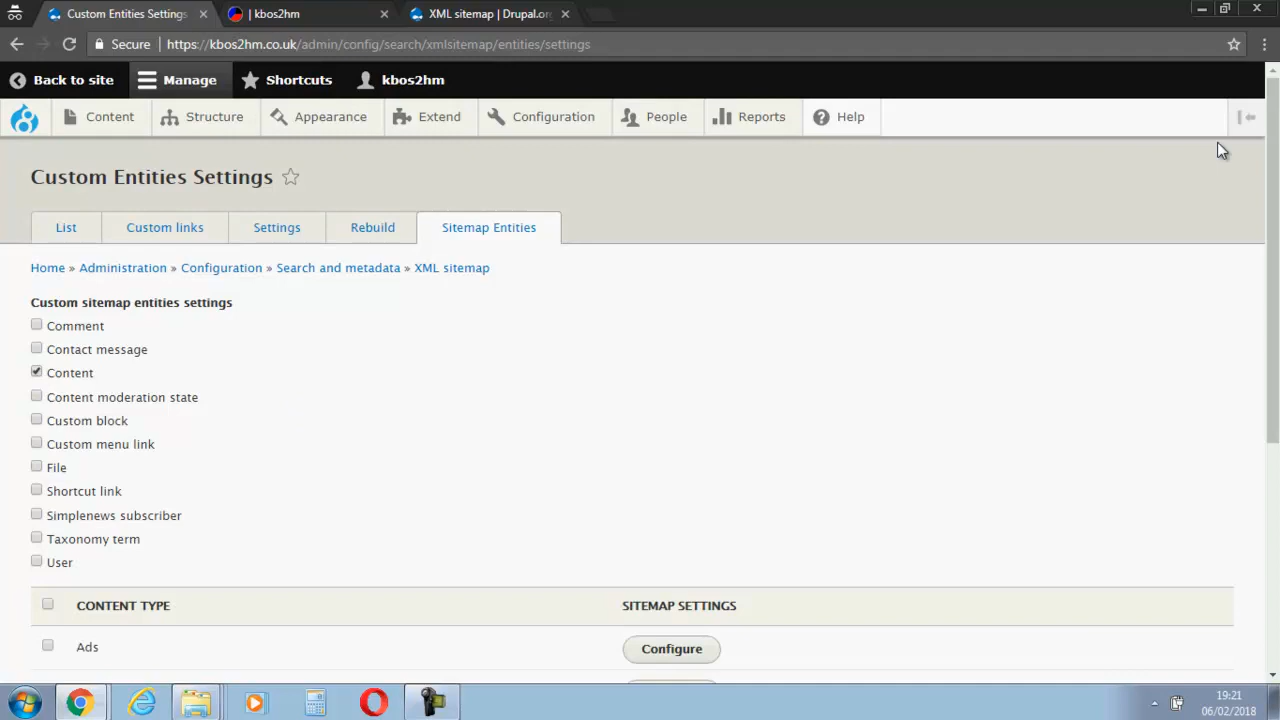 Custom Entities Settings
| kbos2hm
XML sitemap | Drupal.or
Secure
https://kbos2hm.co.uk/admin/config/search/xmlsitemap/entities/settings
Back to site
Manage
Shortcuts
kbos2hm
Content
Structure
Appearance
Extend
Configuration
People
Reports
Help
Custom Entities Settings
List
Custom links
Settings
Rebuild
Sitemap Entities
Home » Administration » Configuration » Search and metadata » XML sitemap
Custom sitemap entities settings
Comment
Contact message
Content
Content moderation state
Custom block
Custom menu link
File
Shortcut link
Simplenews subscriber
Taxonomy term
User
CONTENT TYPE
SITEMAP SETTINGS
Ads
Configure
19:21
06/02/2018